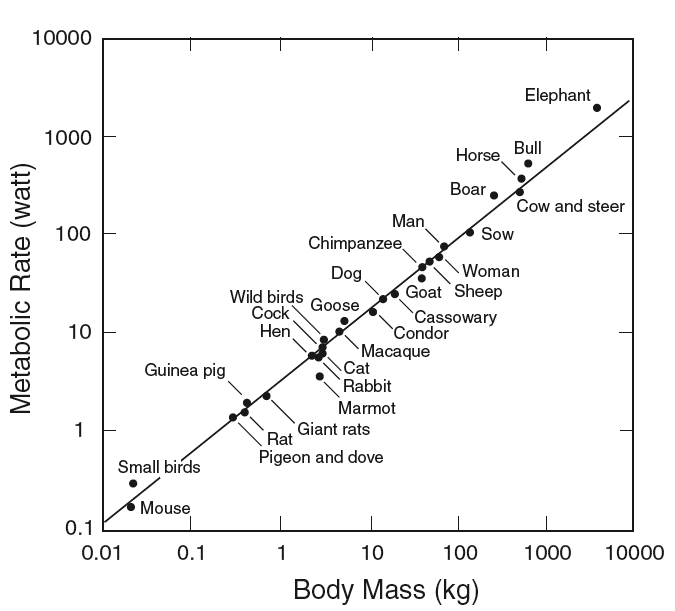 10000
Elephant
1000
Bull
Horse
Boar
Cow and steer
Man
100
Sow
Chimpanzee
Woman
Dog
Goat
Sheep
Wild birds
Goose
Cassowary
Cock
Hen
10
Condor
Macaque
Guinea pig
Cat
Rabbit
Marmot
1
Giant rats
Rat
Pigeon and dove
Small birds
Mouse
0.1
0.01 0.1 1 10 100 1000 10000
Body Mass (kg)
Metabolic Rate (watt)